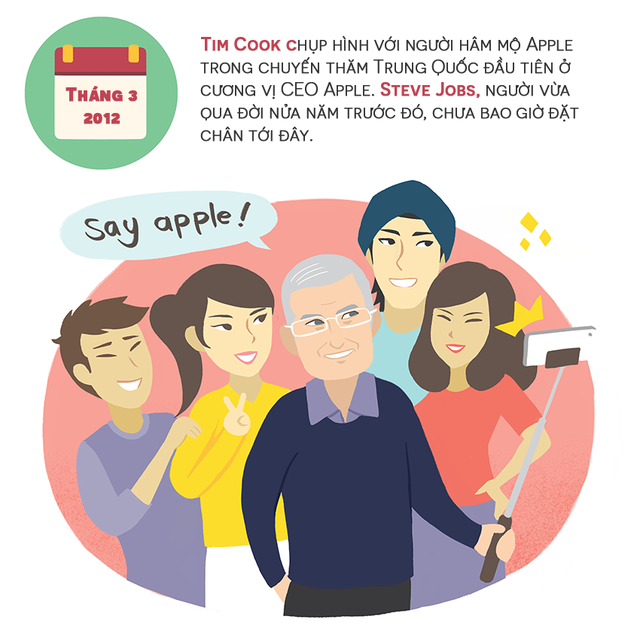 THÁNG 3
2012
TIM COOK CHỤP HÌNH VỚI NGƯỜI HÂM MỘ APPLE
TRONG CHUYẾN THĂM TRUNG QUỐC ĐẦU TIÊN Ở
CƯƠNG VỊ CEO APPLE. STEVE JOBS, NGƯỜI VỪA
QUA ĐỜI NỬA NĂM TRƯỚC ĐÓ, CHƯA BAO GIỜ ĐẶT
CHÂN TỚI ĐÂY.
say apple!